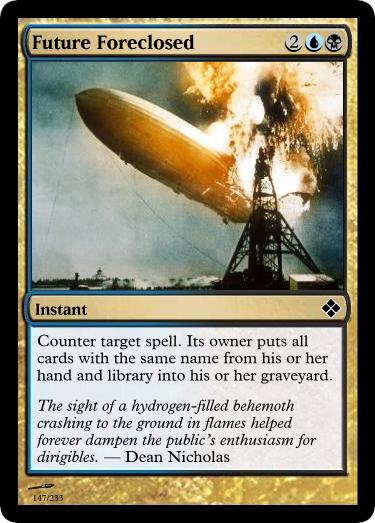 Future Foreclosed 2
Instant
Counter target spell. Its owner puts all
cards with the same name from his or her
hand and library into his or her graveyard.
The sight of a hydrogen-filled behemoth
crashing to the ground in flames helped
forever dampen the public's enthusiasm for
dirigibles. — Dean Nicholas
147/233